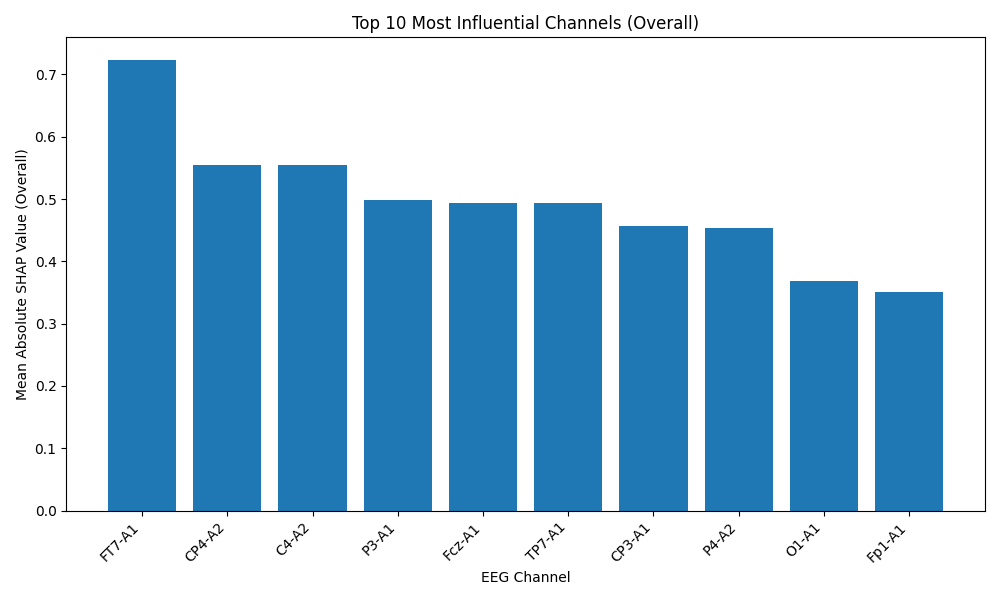 Top 10 Most Influential Channels (Overall)
Mean Absolute SHAP Value (Overall)
0.7
0.6
0.5
0.4
0.3
0.2
0.1
0.0
FT7-A1
CP4-A2
C4-A2
P3-A1
Fcz-A1
TP7-A1
CP3-A1
P4-A2
O1-A1
Fp1-A1
EEG Channel